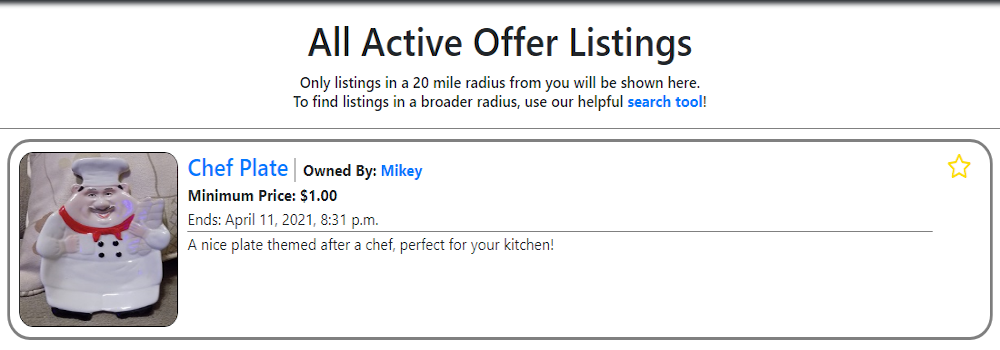 All Active Offer Listings
Only listings in a 20 mile radius from you will be shown here.
To find listings in a broader radius, use our helpful search tool!
Chef Plate | Owned By: Mikey
Minimum Price: $1.00
Ends: April 11, 2021, 8:31 p.m.
A nice plate themed after a chef, perfect for your kitchen!